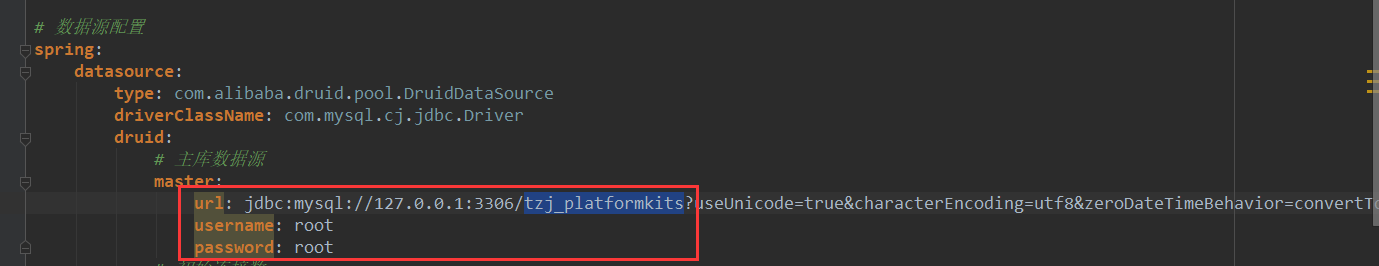 # 数据源配置
spring:
datasource:
type: com.alibaba.druid.pool.DruidDataSource
driverClassName: com.mysql.cj.jdbc.Driver
druid:
# 主库数据源
master:
url: jdbc:mysql://127.0.0.1:3306/tzj_platformkits?useUnicode=true&characterEncoding=utf8&zeroDateTimeBehavior=convertTo
username: root
password: root